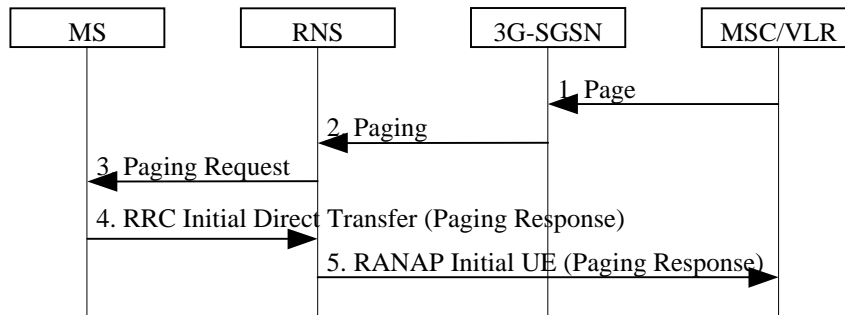 MS RNS 3G-SGSN MSC/VLR
1. Page
2. Paging
3. Paging Request
4. RRC Initial Direct Transfer (Paging Response)
5. RANAP Initial UE (Paging Response)